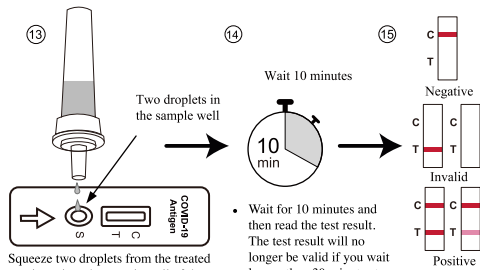 13
Two droplets in
the sample well
COVID-19
Antigen
S
T
C
Squeeze two droplets from the treated
14
Wait 10 minutes
10
min
• Wait for 10 minutes and
then read the test result.
The test result will no
longer be valid if you wait
15
C
T
Negative
C
T
C
T
Invalid
C
T
C
T
Positive